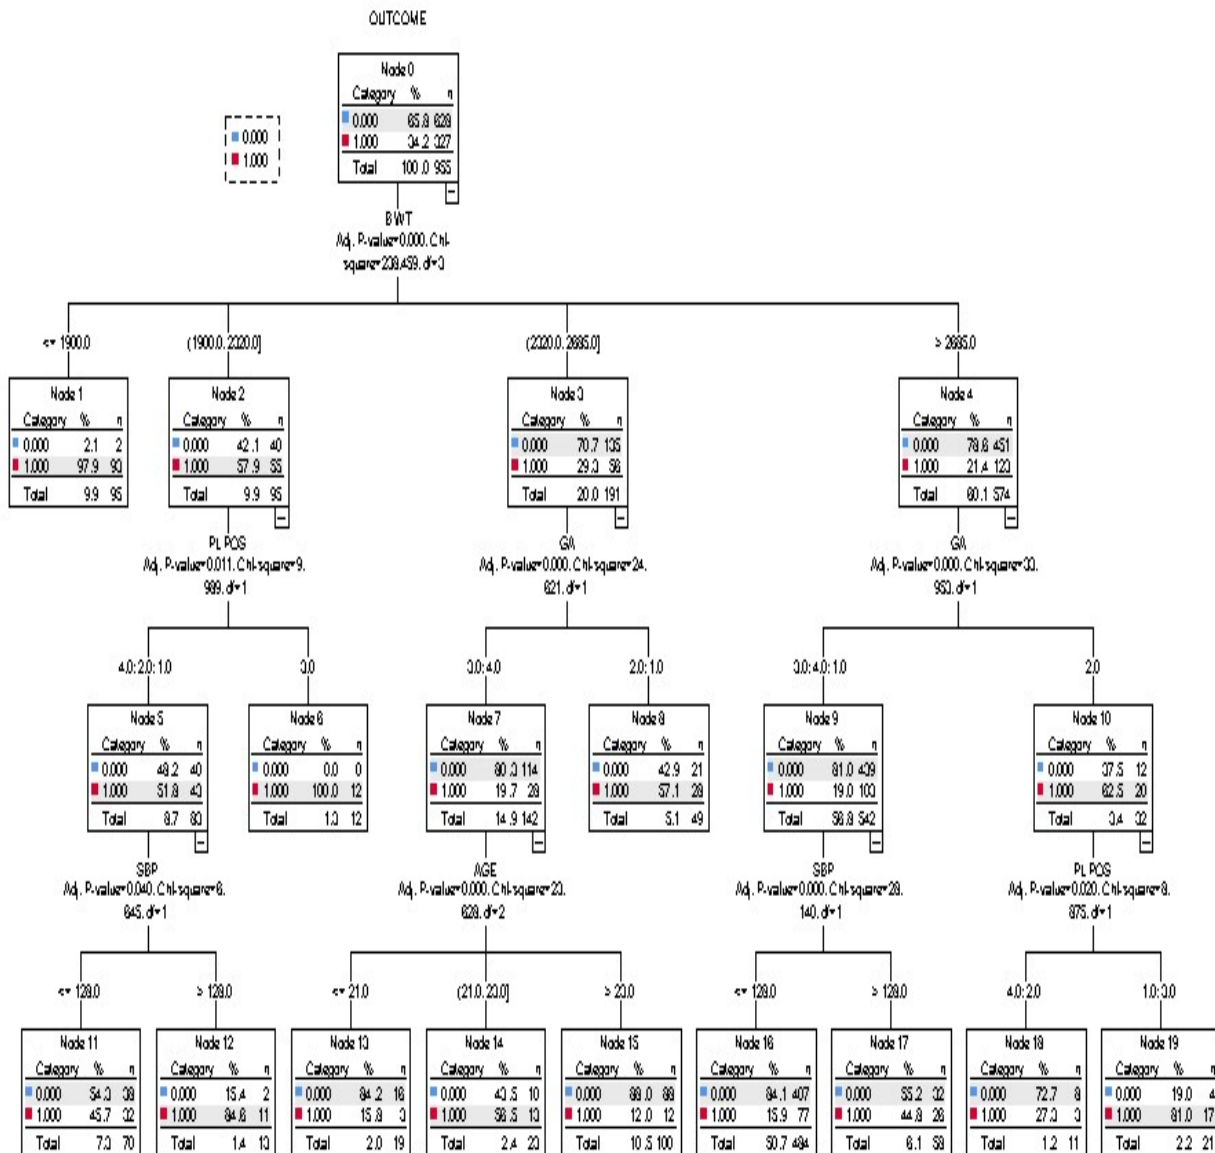 OUTCOME
Node 0
Category % n
0.000 65.8 628
1.000 34.2 327
Total 100.0 955
0.000
1.000
BWT
Adj. P-value=0.000. Chi-
square=238.459. df=3
<= 1900.0
(1900.0. 2320.0]
(2320.0. 2685.0]
> 2685.0
Node 1
Category % n
0.000 2.1 2
1.000 97.9 93
Total 9.9 95
Node 2
Category % n
0.000 42.1 40
1.000 57.9 55
Total 9.9 95
Node 3
Category % n
0.000 70.7 135
1.000 29.3 56
Total 20.0 191
Node 4
Category % n
0.000 78.6 451
1.000 21.4 123
Total 60.1 574
PL POS
Adj. P-value=0.011. Chi-square=9.
989. df=1
GA
Adj. P-value=0.000. Chi-square=24.
621. df=1
GA
Adj. P-value=0.000. Chi-square=33.
953. df=1
4.0; 2.0; 1.0
3.0
3.0; 4.0
2.0; 1.0
3.0; 4.0; 1.0
2.0
Node 5
Category % n
0.000 48.2 40
1.000 51.8 43
Total 8.7 83
Node 6
Category % n
0.000 0.0 0
1.000 100.0 12
Total 1.3 12
Node 7
Category % n
0.000 80.3 114
1.000 19.7 28
Total 14.9 142
Node 8
Category % n
0.000 42.9 21
1.000 57.1 28
Total 5.1 49
Node 9
Category % n
0.000 81.0 439
1.000 19.0 103
Total 56.8 542
Node 10
Category % n
0.000 37.5 12
1.000 62.5 20
Total 3.4 32
SBP
Adj. P-value=0.040. Chi-square=6.
645. df=1
AGE
Adj. P-value=0.000. Chi-square=23.
628. df=2
SBP
Adj. P-value=0.000. Chi-square=28.
140. df=1
PL POS
Adj. P-value=0.020. Chi-square=8.
875. df=1
<= 128.0
> 128.0
<= 21.0
(21.0. 23.0]
> 23.0
<= 128.0
> 128.0
4.0; 2.0
1.0; 3.0
Node 11
Category % n
0.000 54.3 38
1.000 45.7 32
Total 7.3 70
Node 12
Category % n
0.000 15.4 2
1.000 84.6 11
Total 1.4 13
Node 13
Category % n
0.000 84.2 16
1.000 15.8 3
Total 2.0 19
Node 14
Category % n
0.000 43.5 10
1.000 56.5 13
Total 2.4 23
Node 15
Category % n
0.000 88.0 88
1.000 12.0 12
Total 10.5 100
Node 16
Category % n
0.000 84.1 407
1.000 15.9 77
Total 50.7 484
Node 17
Category % n
0.000 55.2 32
1.000 44.8 26
Total 6.1 58
Node 18
Category % n
0.000 72.7 8
1.000 27.3 3
Total 1.2 11
Node 19
Category % n
0.000 19.0 4
1.000 81.0 17
Total 2.2 21